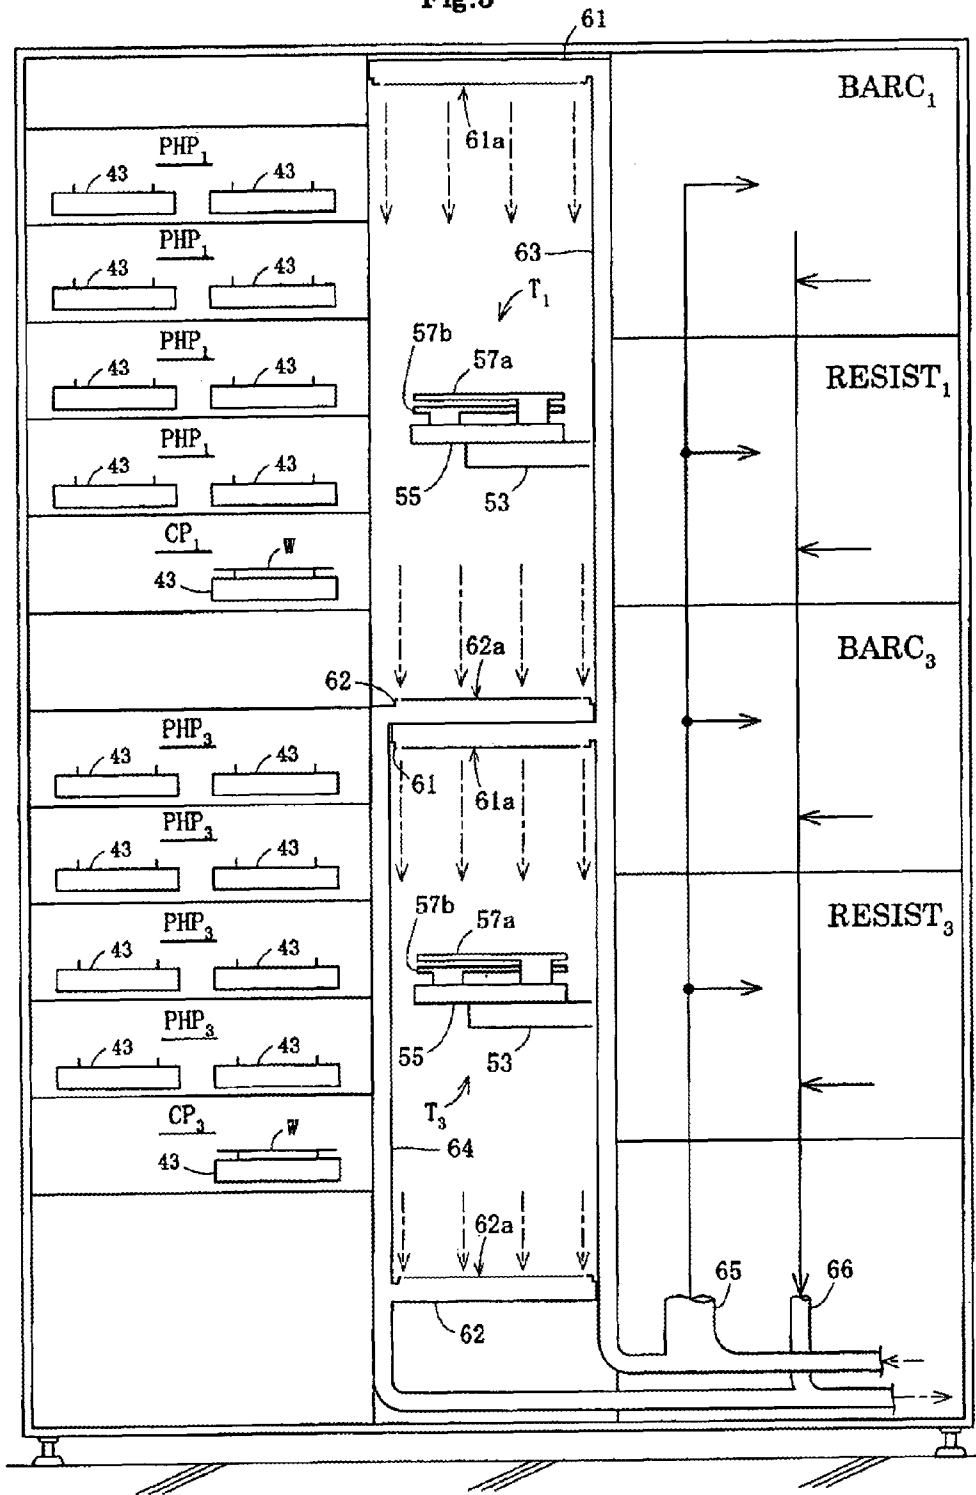 Fig.5
61
BARC1
61a
PHP1
43 43
63
PHP1
43 43
T1
PHP1
43 43
57b
57a
RESIST1
PHP1
43 43
55 53
CP1
W
43
62a
BARC3
62
PHP3
43 43
61 61a
PHP3
43 43
57b
57a
RESIST3
PHP3
43 43
PHP3
43 43
55 53
T3
CP3
W
43
64
62a
65 66
62